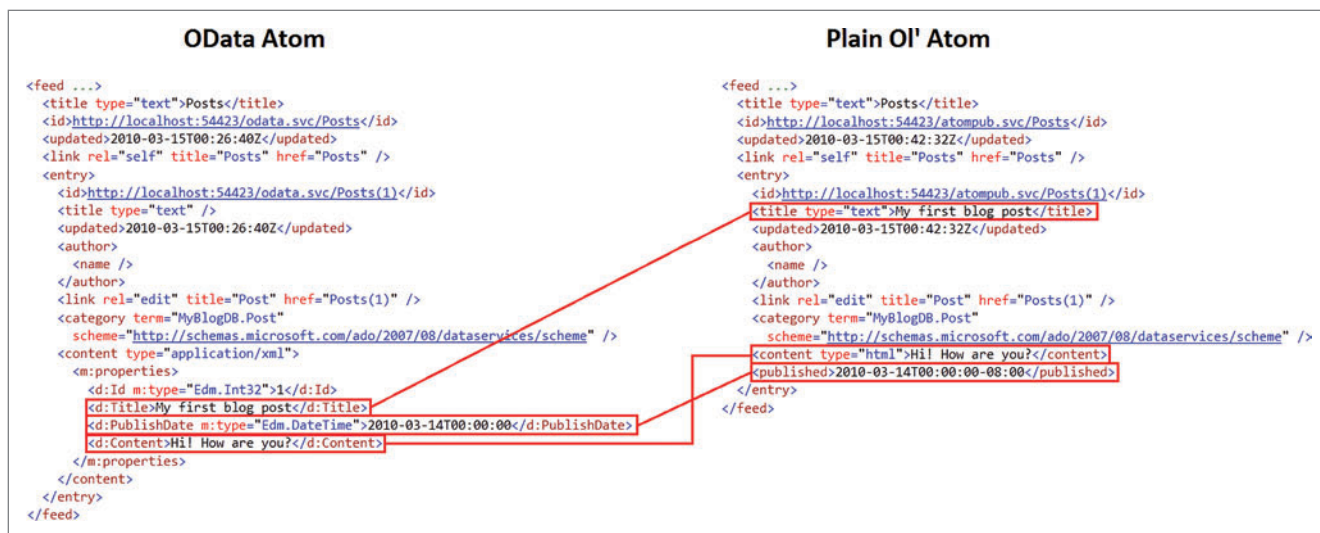 OData Atom
<feed ...>
  <title type="text">Posts</title>
  <id>http://localhost:54423/odata.svc/Posts</id>
  <updated>2010-03-15T00:26:40Z</updated>
  <link rel="self" title="Posts" href="Posts" />
  <entry>
    <id>http://localhost:54423/odata.svc/Posts(1)</id>
    <title type="text" />
    <updated>2010-03-15T00:26:40Z</updated>
    <author>
      <name />
    </author>
    <link rel="edit" title="Post" href="Posts(1)" />
    <category term="MyBlogDB.Post"
      scheme="http://schemas.microsoft.com/ado/2007/08/dataservices/scheme" />
    <content type="application/xml">
      <m:properties>
        <d:Id m:type="Edm.Int32">1</d:Id>
        <d:Title>My first blog post</d:Title>
        <d:PublishDate m:type="Edm.DateTime">2010-03-14T00:00:00</d:PublishDate>
        <d:Content>Hi! How are you?</d:Content>
      </m:properties>
    </content>
  </entry>
</feed>
Plain Ol' Atom
<feed ...>
  <title type="text">Posts</title>
  <id>http://localhost:54423/atompub.svc/Posts</id>
  <updated>2010-03-15T00:42:32Z</updated>
  <link rel="self" title="Posts" href="Posts" />
  <entry>
    <id>http://localhost:54423/atompub.svc/Posts(1)</id>
    <title type="text">My first blog post</title>
    <updated>2010-03-15T00:42:32Z</updated>
    <author>
      <name />
    </author>
    <link rel="edit" title="Post" href="Posts(1)" />
    <category term="MyBlogDB.Post"
      scheme="http://schemas.microsoft.com/ado/2007/08/dataservices/scheme" />
    <content type="html">Hi! How are you?</content>
    <published>2010-03-14T00:00:00-08:00</published>
  </entry>
</feed>